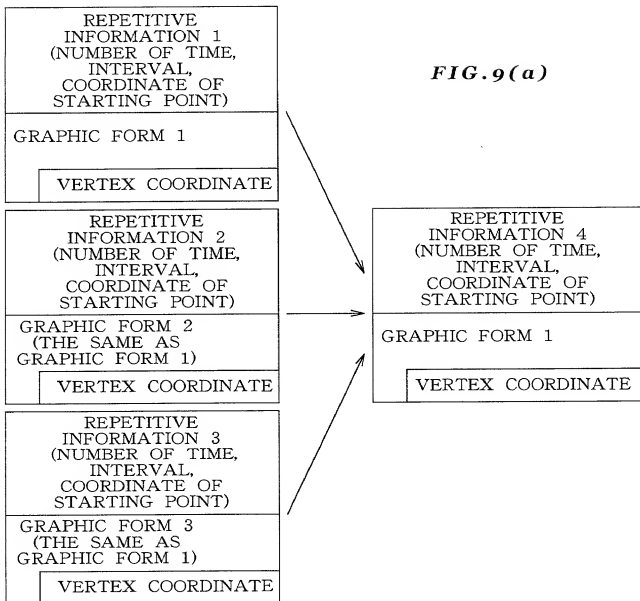 REPETITIVE
INFORMATION 1
(NUMBER OF TIME,
INTERVAL,
COORDINATE OF
STARTING POINT)
GRAPHIC FORM 1
VERTEX COORDINATE
REPETITIVE
INFORMATION 2
(NUMBER OF TIME,
INTERVAL,
COORDINATE OF
STARTING POINT)
GRAPHIC FORM 2
(THE SAME AS
GRAPHIC FORM 1)
VERTEX COORDINATE
REPETITIVE
INFORMATION 3
(NUMBER OF TIME,
INTERVAL,
COORDINATE OF
STARTING POINT)
GRAPHIC FORM 3
(THE SAME AS
GRAPHIC FORM 1)
VERTEX COORDINATE
FIG.9(a)
REPETITIVE
INFORMATION 4
(NUMBER OF TIME,
INTERVAL,
COORDINATE OF
STARTING POINT)
GRAPHIC FORM 1
VERTEX COORDINATE